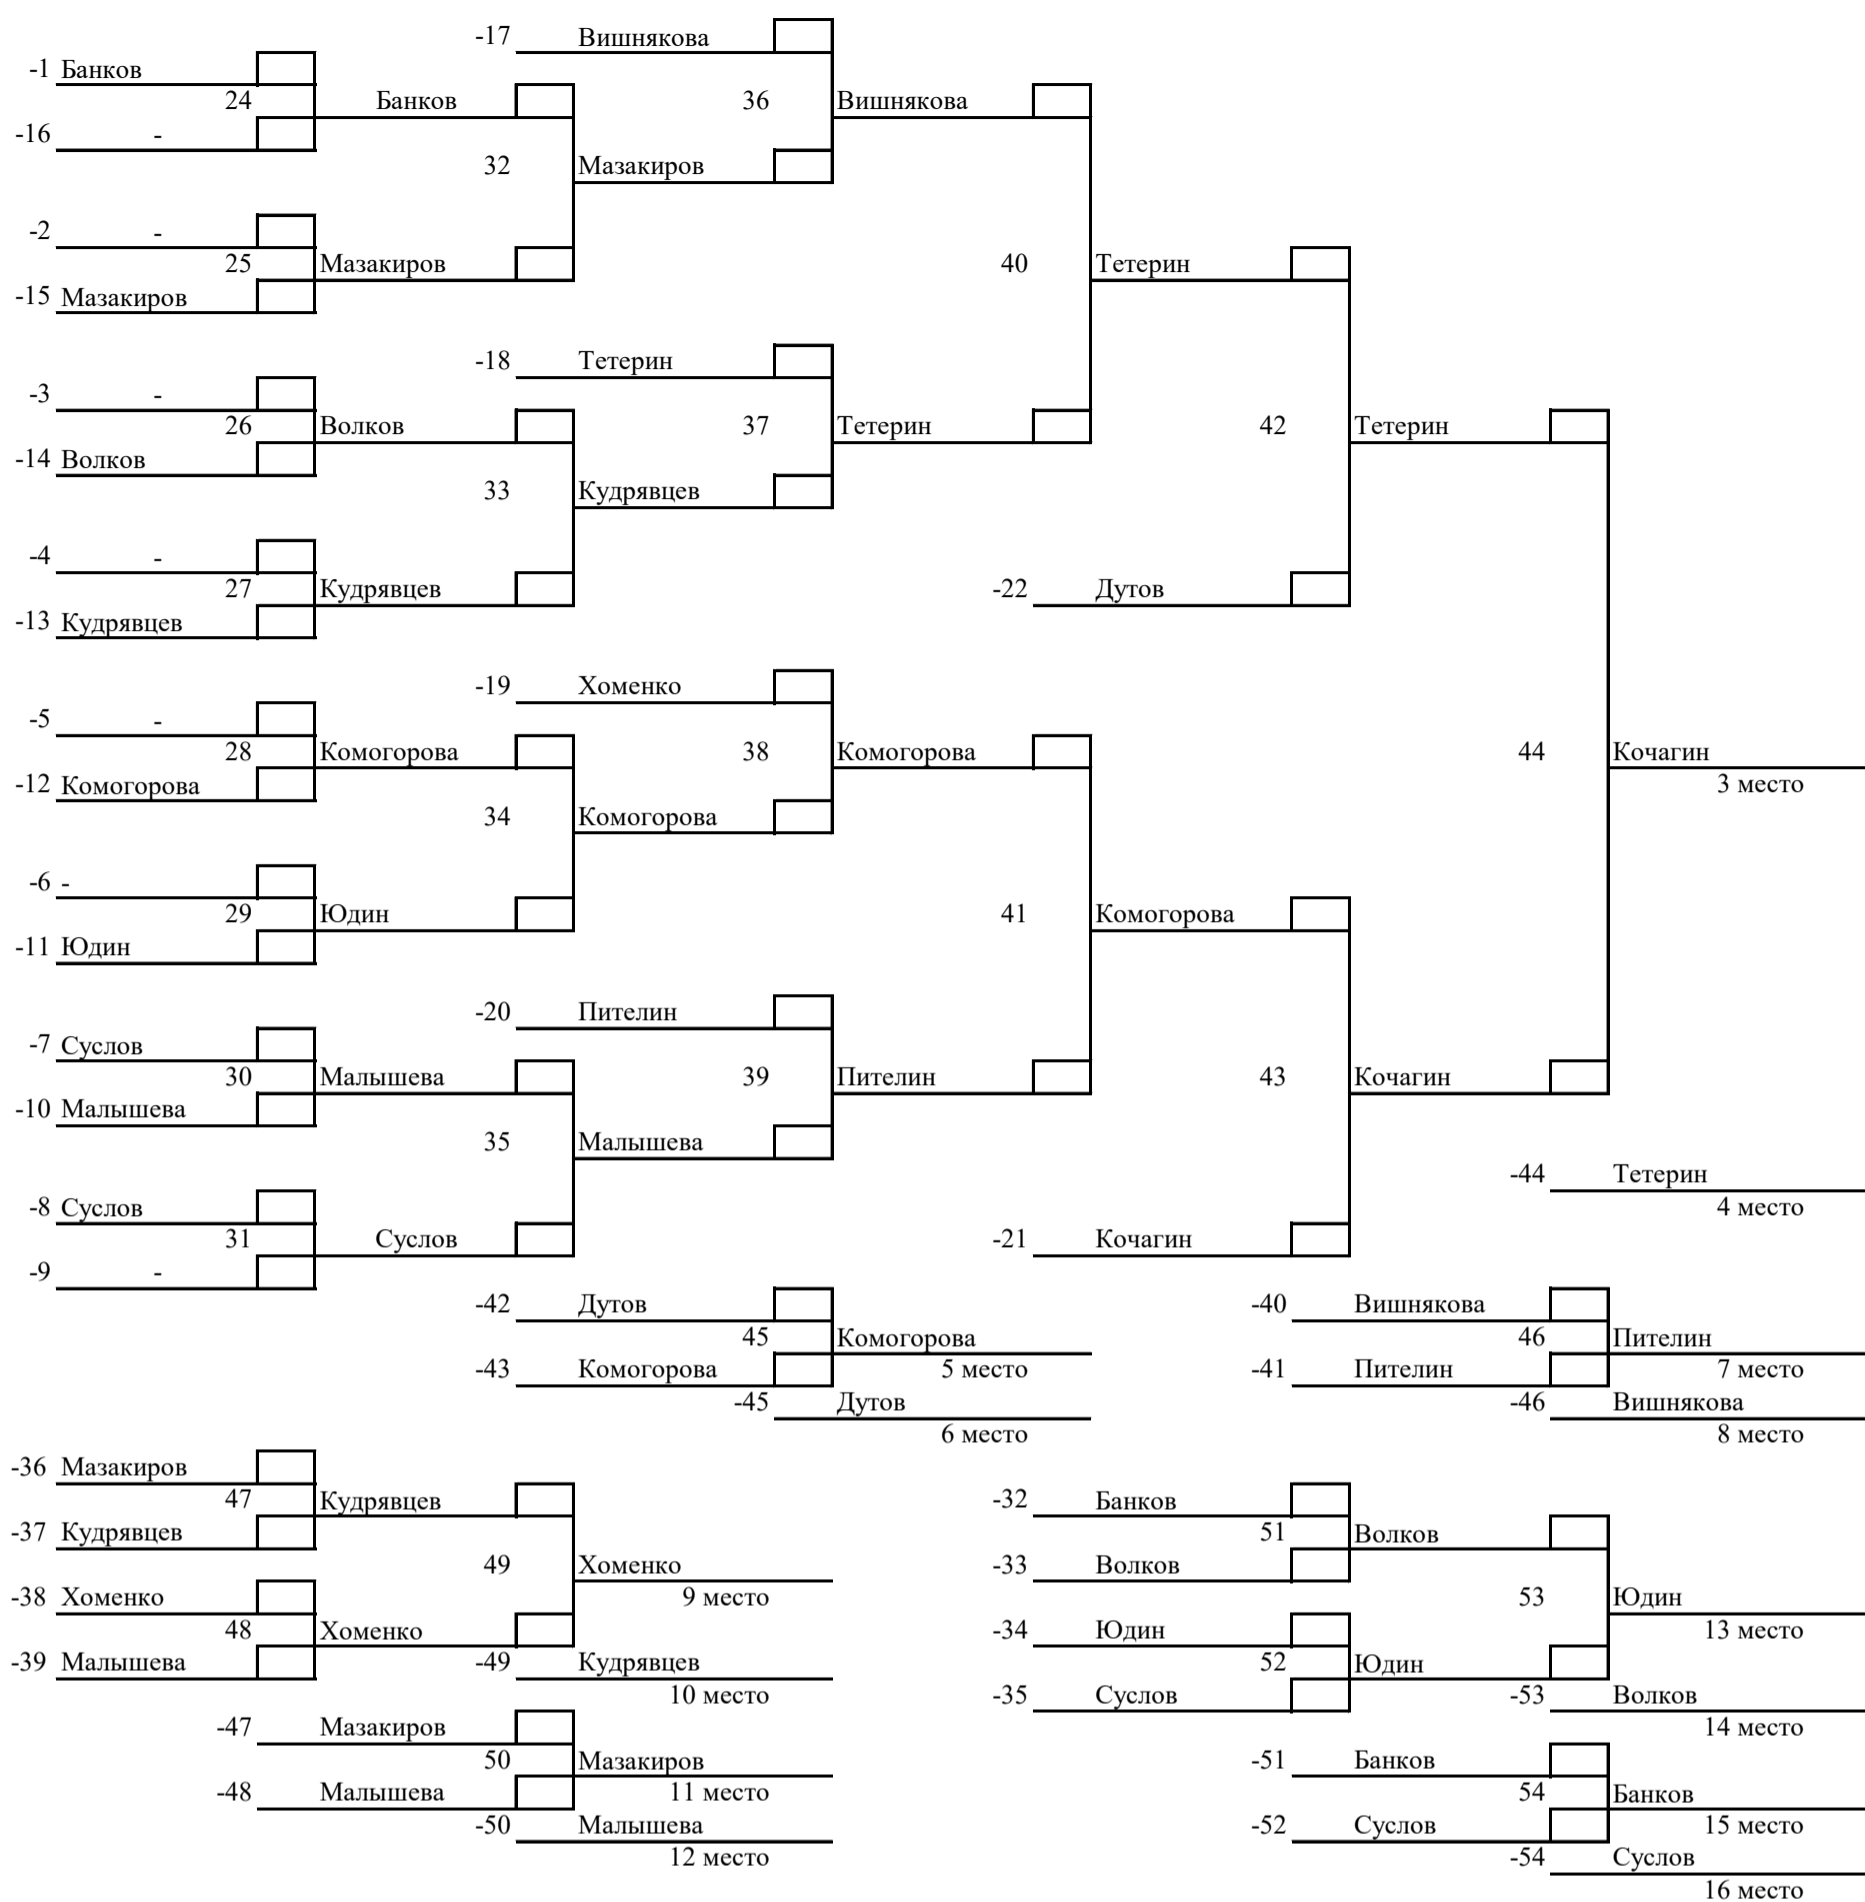 -17 Вишнякова
-1 Банков
24 Банков 36 Вишнякова
-16 -
32 Мазакиров
-2 -
25 Мазакиров 40 Тетерин
-15 Мазакиров
-18 Тетерин
-3 -
26 Волков 37 Тетерин 42 Тетерин
-14 Волков
33 Кудрявцев
-4 -
27 Кудрявцев -22 Дутов
-13 Кудрявцев
-19 Хоменко
-5 -
28 Комогорова 38 Комогорова 44 Кочагин
-12 Комогорова 3 место
34 Комогорова
-6 -
29 Юдин 41 Комогорова
-11 Юдин
-20 Пителин
-7 Суслов
30 Малышева 39 Пителин 43 Кочагин
-10 Малышева
35 Малышева
-44 Тетерин
-8 Суслов 4 место
31 Суслов -21 Кочагин
-9 -
-42 Дутов -40 Вишнякова
45 Комогорова 46 Пителин
-43 Комогорова 5 место -41 Пителин 7 место
-45 Дутов -46 Вишнякова
6 место 8 место
-36 Мазакиров
47 Кудрявцев -32 Банков
-37 Кудрявцев 51 Волков
49 Хоменко -33 Волков
-38 Хоменко 9 место 53 Юдин
48 Хоменко -34 Юдин 13 место
-39 Малышева -49 Кудрявцев 52 Юдин
10 место -35 Суслов -53 Волков
-47 Мазакиров 14 место
50 Мазакиров -51 Банков
-48 Малышева 11 место 54 Банков
-50 Малышева -52 Суслов 15 место
12 место -54 Суслов
16 место